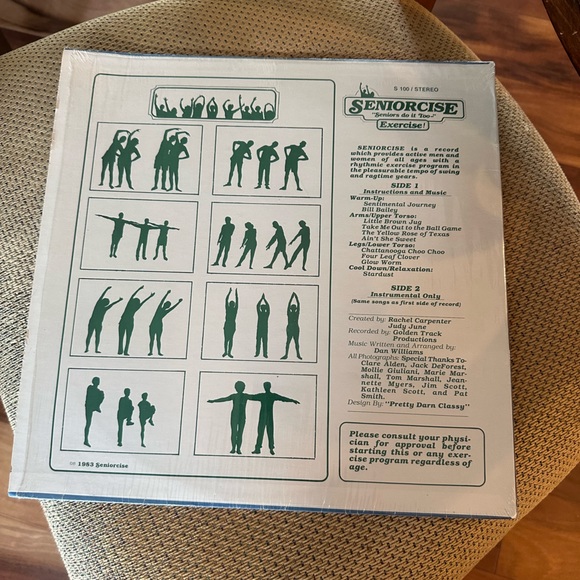 S 100 / STEREO
SENIORCISE
"Seniors do it Too!"
Exercise!
SENIORCISE is a record
which provides active men and
women of all ages with a
rhythmic exercise program in
the pleasurable tempo of swing
and ragtime years.
SIDE 1
Instructions and Music
Warm-Up:
Sentimental Journey
Bill Bailey
Arms/Upper Torso:
Little Brown Jug
Take Me Out to the Ball Game
The Yellow Rose of Texas
Ain't She Sweet
Legs/Lower Torso:
Chattanooga Choo Choo
Four Leaf Clover
Glow Worm
Cool Down/Relaxation:
Stardust
SIDE 2
Instrumental Only
(Same songs as first side of record)
Created by: Rachel Carpenter
Judy June
Recorded by: Golden Track
Productions
Music Written and Arranged by:
Dan Williams
All Photographs: Special Thanks To-
Clare Alden, Jack DeForest,
Mollie Giuliani, Marie Mar-
shall, Tom Marshall, Jean-
nette Myers, Jim Scott,
Kathleen Scott, and Pat
Smith.
Design By: "Pretty Darn Classy"
Please consult your physi-
cian for approval before
starting this or any exer-
cise program regardless of
age.
1983 Seniorcise